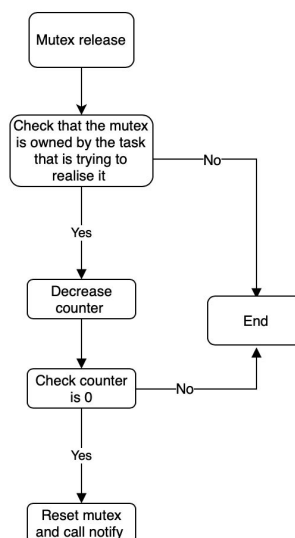 Mutex release
Check that the mutex
is owned by the task
that is trying to
realise it
No
Yes
Decrease
counter
End
Check counter
is 0
No
Yes
Reset mutex
and call notify